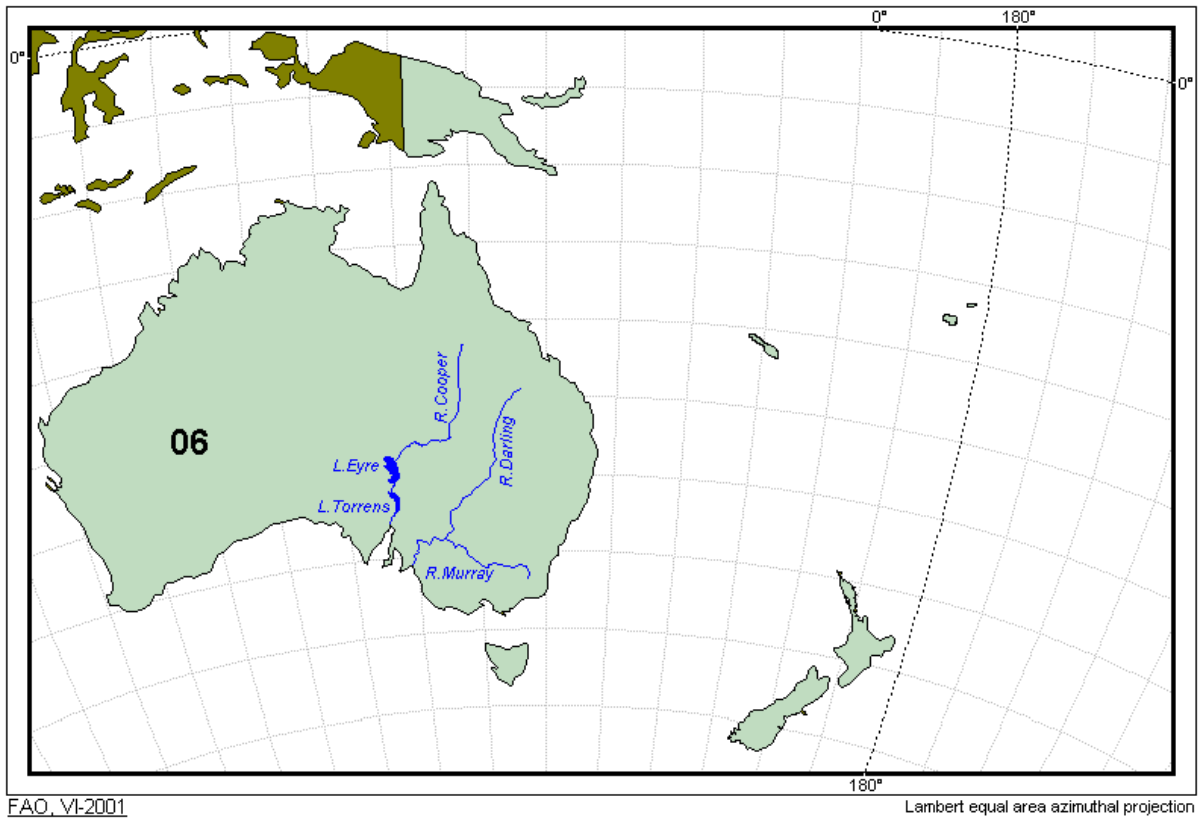 0° 180°
0°
0°
R.Cooper
R.Darling
06
L.Eyre
L.Torrens
R.Murray
180°
FAO, VI-2001
Lambert equal area azimuthal projection